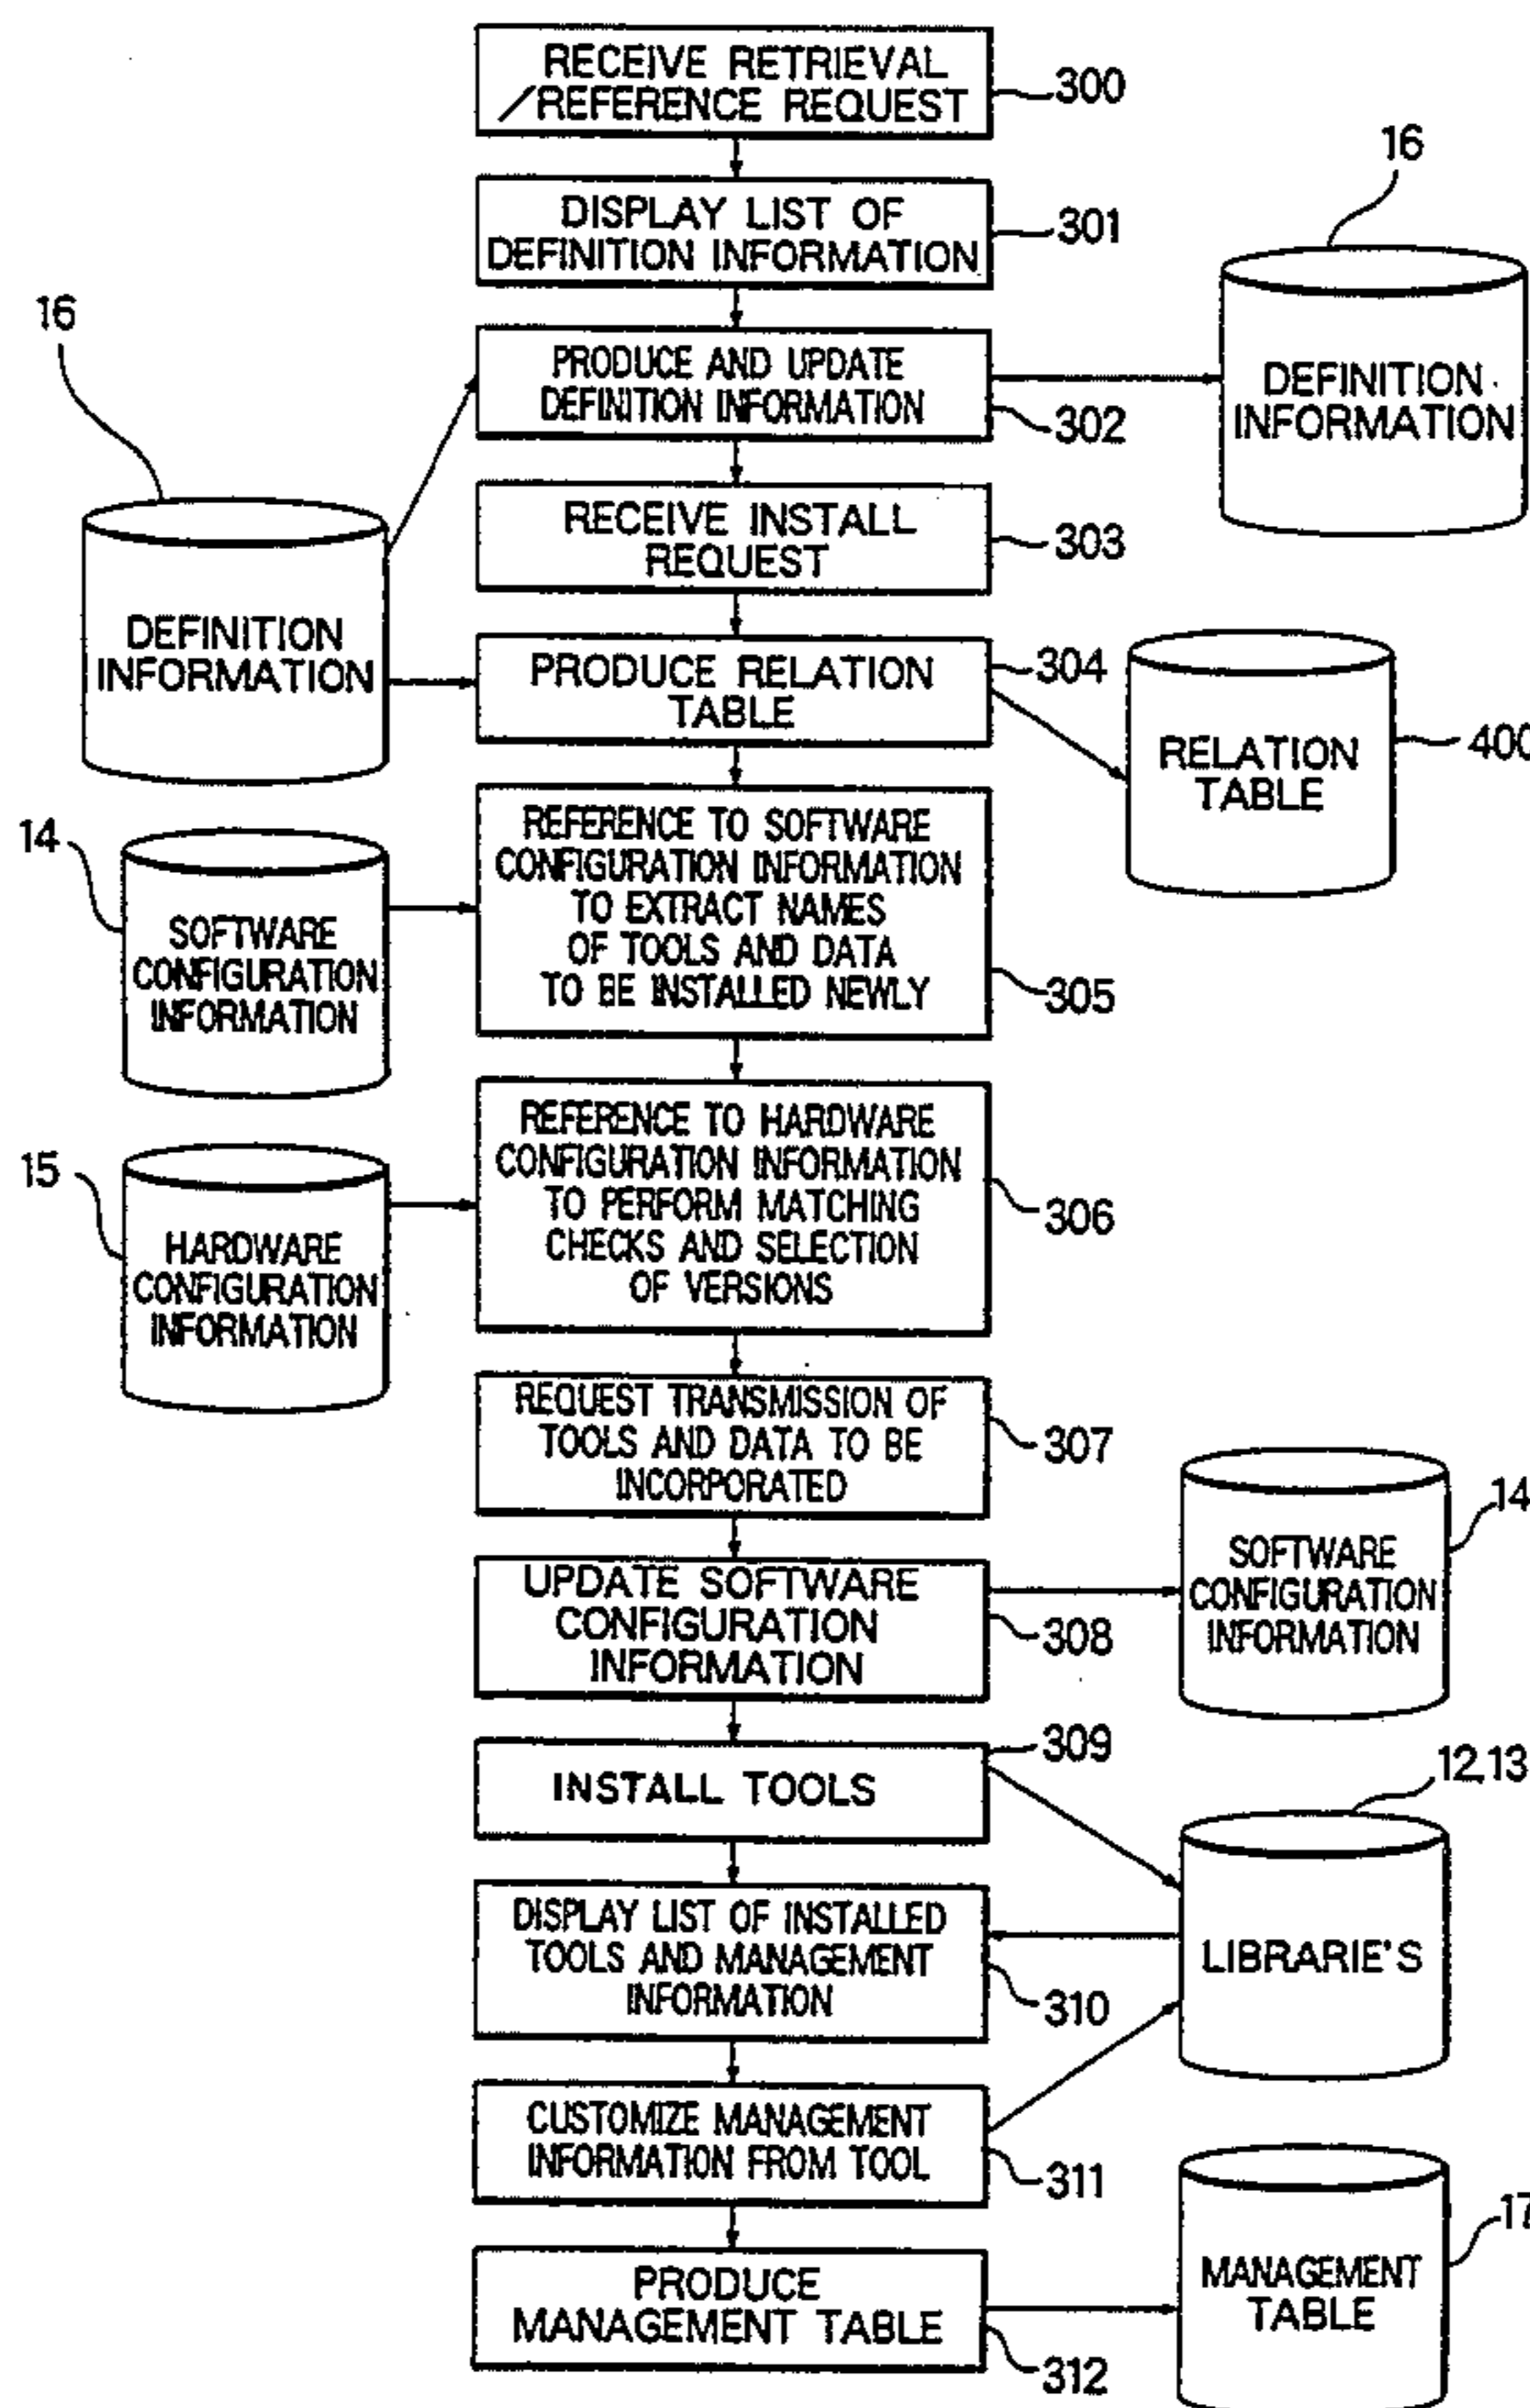 RECEIVE RETRIEVAL
/REFERENCE REQUEST
300
DISPLAY LIST OF
DEFINITION INFORMATION
301
16
16
PRODUCE AND UPDATE
DEFINITION INFORMATION
302
DEFINITION
INFORMATION
RECEIVE INSTALL
REQUEST
303
DEFINITION
INFORMATION
PRODUCE RELATION
TABLE
304
RELATION
TABLE
400
14
SOFTWARE
CONFIGURATION
INFORMATION
REFERENCE TO SOFTWARE
CONFIGURATION INFORMATION
TO EXTRACT NAMES
OF TOOLS AND DATA
TO BE INSTALLED NEWLY
305
15
HARDWARE
CONFIGURATION
INFORMATION
REFERENCE TO HARDWARE
CONFIGURATION INFORMATION
TO PERFORM MATCHING
CHECKS AND SELECTION
OF VERSIONS
306
REQUEST TRANSMISSION OF
TOOLS AND DATA TO BE
INCORPORATED
307
UPDATE SOFTWARE
CONFIGURATION
INFORMATION
308
14
SOFTWARE
CONFIGURATION
INFORMATION
INSTALL TOOLS
309
12,13
LIBRARIE'S
DISPLAY LIST OF INSTALLED
TOOLS AND MANAGEMENT
INFORMATION
310
CUSTOMIZE MANAGEMENT
INFORMATION FROM TOOL
311
PRODUCE
MANAGEMENT TABLE
312
MANAGEMENT
TABLE
17